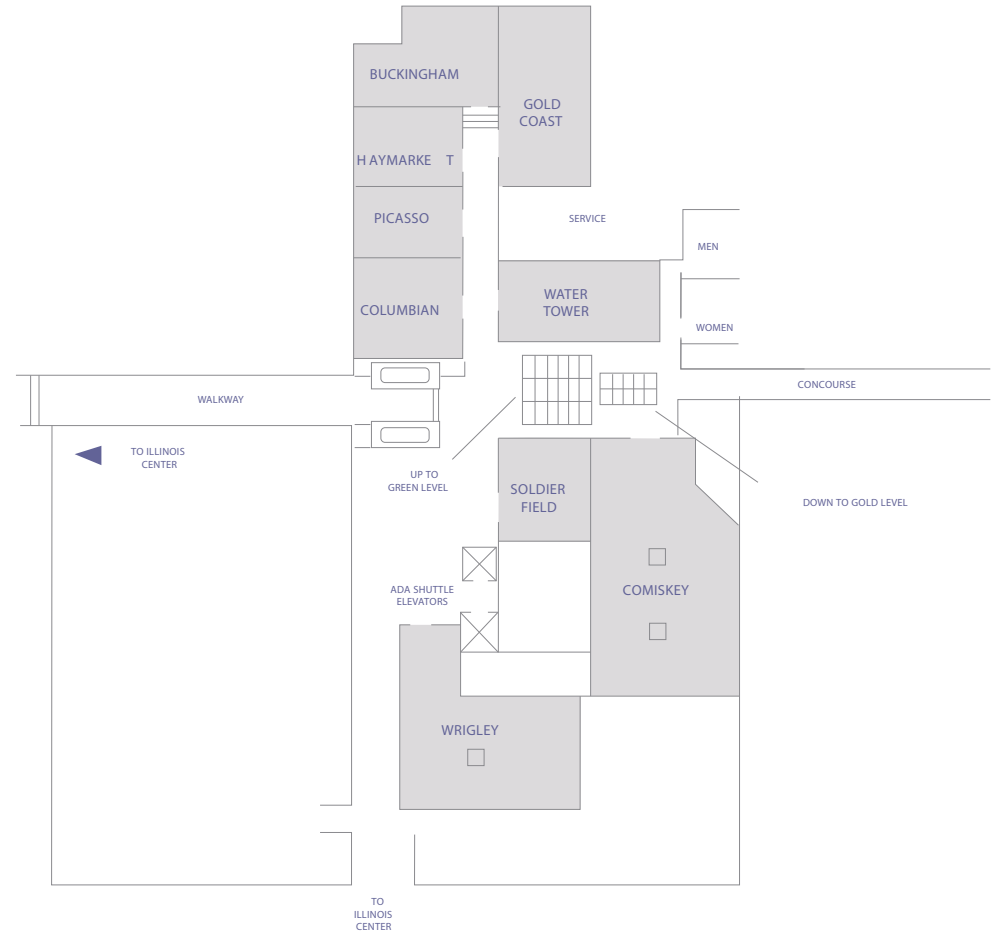 BUCKINGHAM
GOLD
COAST
HAYMARKE T
PICASSO
SERVICE
MEN
COLUMBIAN
WATER
TOWER
WOMEN
WALKWAY
CONCOURSE
TO ILLINOIS
CENTER
UP TO
GREEN LEVEL
SOLDIER
FIELD
DOWN TO GOLD LEVEL
ADA SHUTTLE
ELEVATORS
COMISKEY
WRIGLEY
TO
ILLINOIS
CENTER